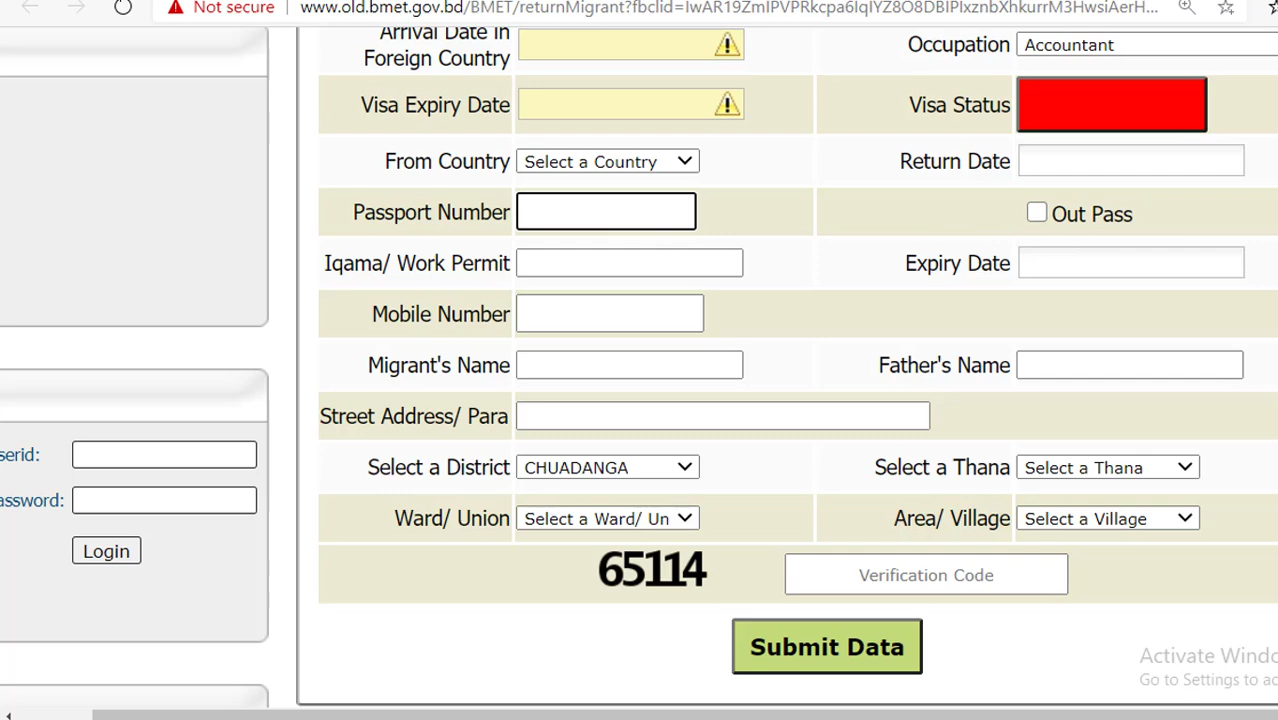 Not secure www.old.bmet.gov.bd/BMET/returnMigrant?fbclid=
Arrival Date in
Foreign Country
Occupation Accountant
Visa Expiry Date Visa Status
From Country Select a Country Return Date
Passport Number Out Pass
Iqama/ Work Permit Expiry Date
Mobile Number
Migrant's Name Father's Name
Street Address/ Para
serid:
Select a District CHUADANGA Select a Thana Select a Thana
assword:
Ward/ Union Select a Ward/ Un Area/ Village Select a Village
Login
65114 Verification Code
Submit Data
Activate Windo
Go to Settings to ac